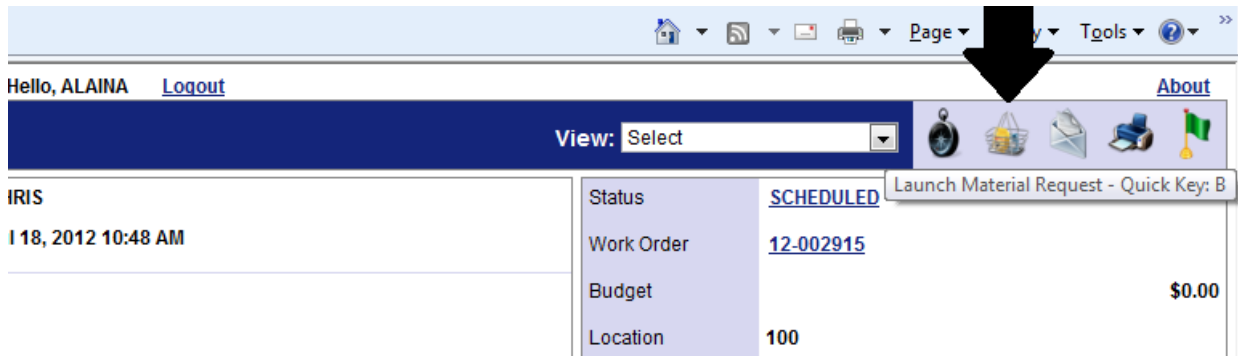 Page Tools
Hello, ALAINA Logout About
View: Select
Launch Material Request - Quick Key: B
Status SCHEDULED
18, 2012 10:48 AM
Work Order 12-002915
Budget $0.00
Location 100